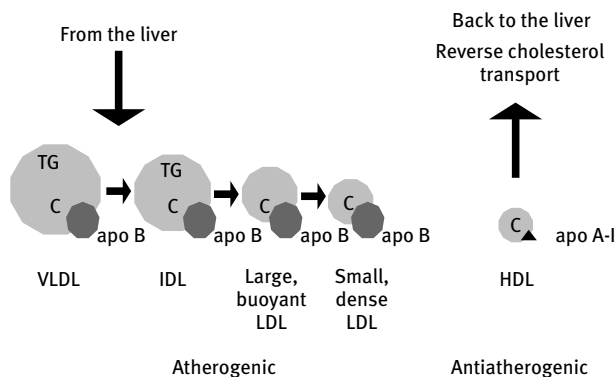 From the liver
Back to the liver
Reverse cholesterol
transport
TG
TG
C
C
C
C
C
apo B
apo B
apo B
apo B
apo A-I
VLDL
IDL
Large,
buoyant
LDL
Small,
dense
LDL
HDL
Atherogenic
Antiatherogenic